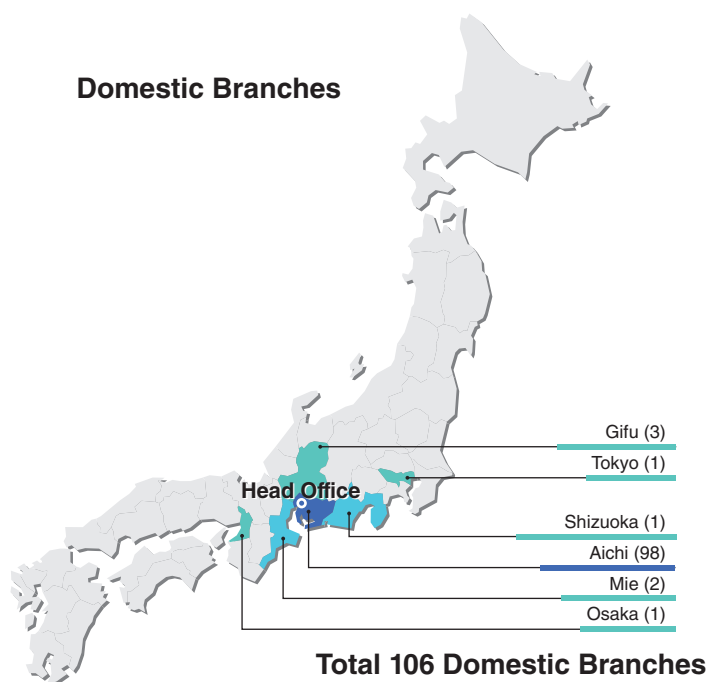 Domestic Branches
Gifu (3)
Tokyo (1)
Head Office
Shizuoka (1)
Aichi (98)
Mie (2)
Osaka (1)
Total 106 Domestic Branches